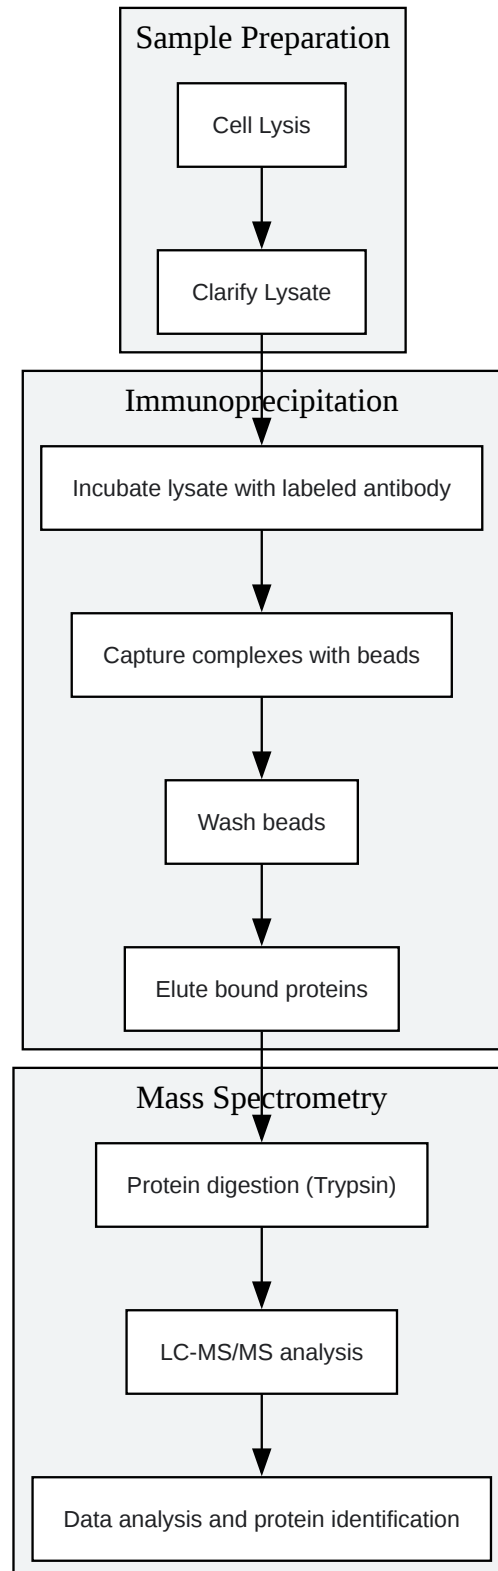 Sample Preparation
Cell Lysis
Clarify Lysate
Immunoprecipitation
Incubate lysate with labeled antibody
Capture complexes with beads
Wash beads
Elute bound proteins
Mass Spectrometry
Protein digestion (Trypsin)
LC-MS/MS analysis
Data analysis and protein identification